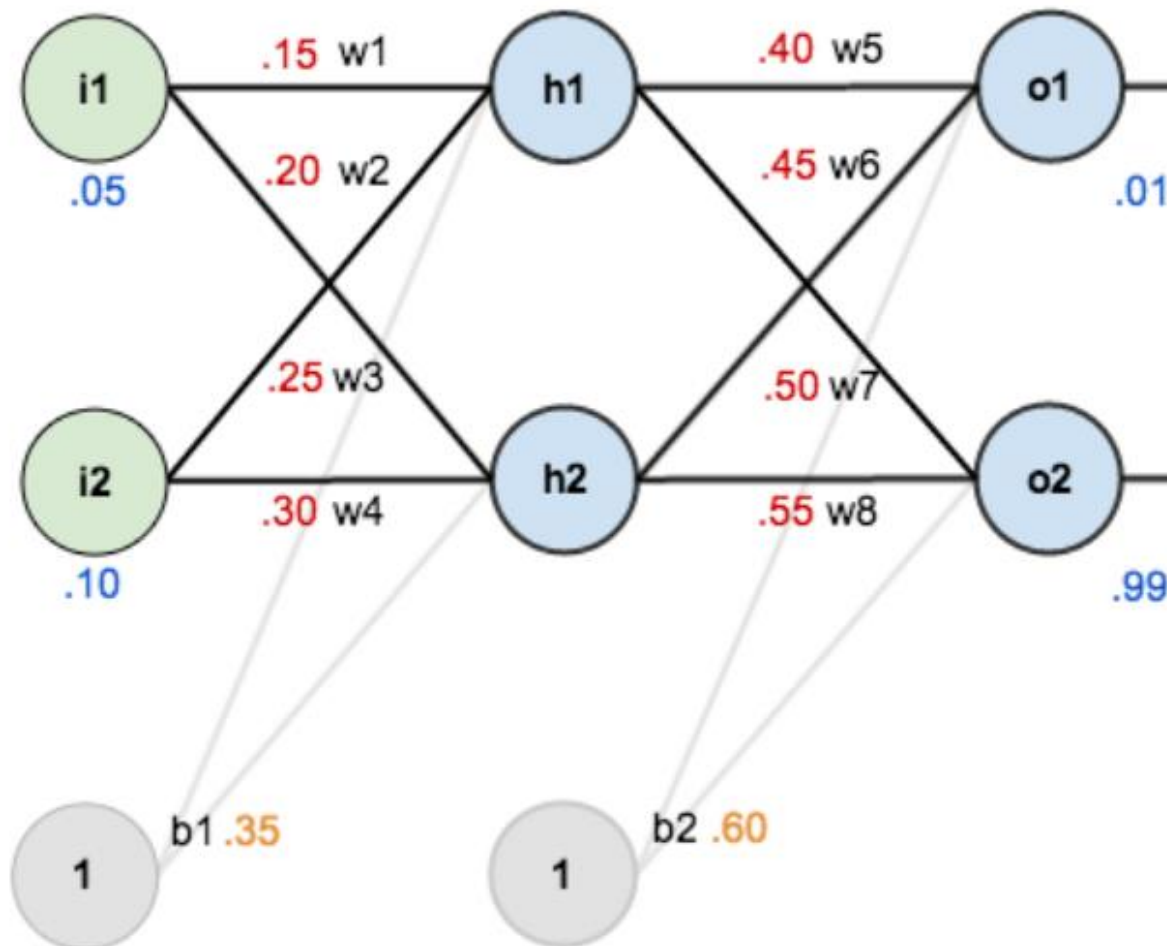 .15 w1
.40 w5
i1
h1
o1
.20 w2
.45 w6
.05
.01
.25 w3
.50 w7
i2
h2
o2
.30 w4
.55 w8
.10
.99
b1 .35
b2 .60
1
1